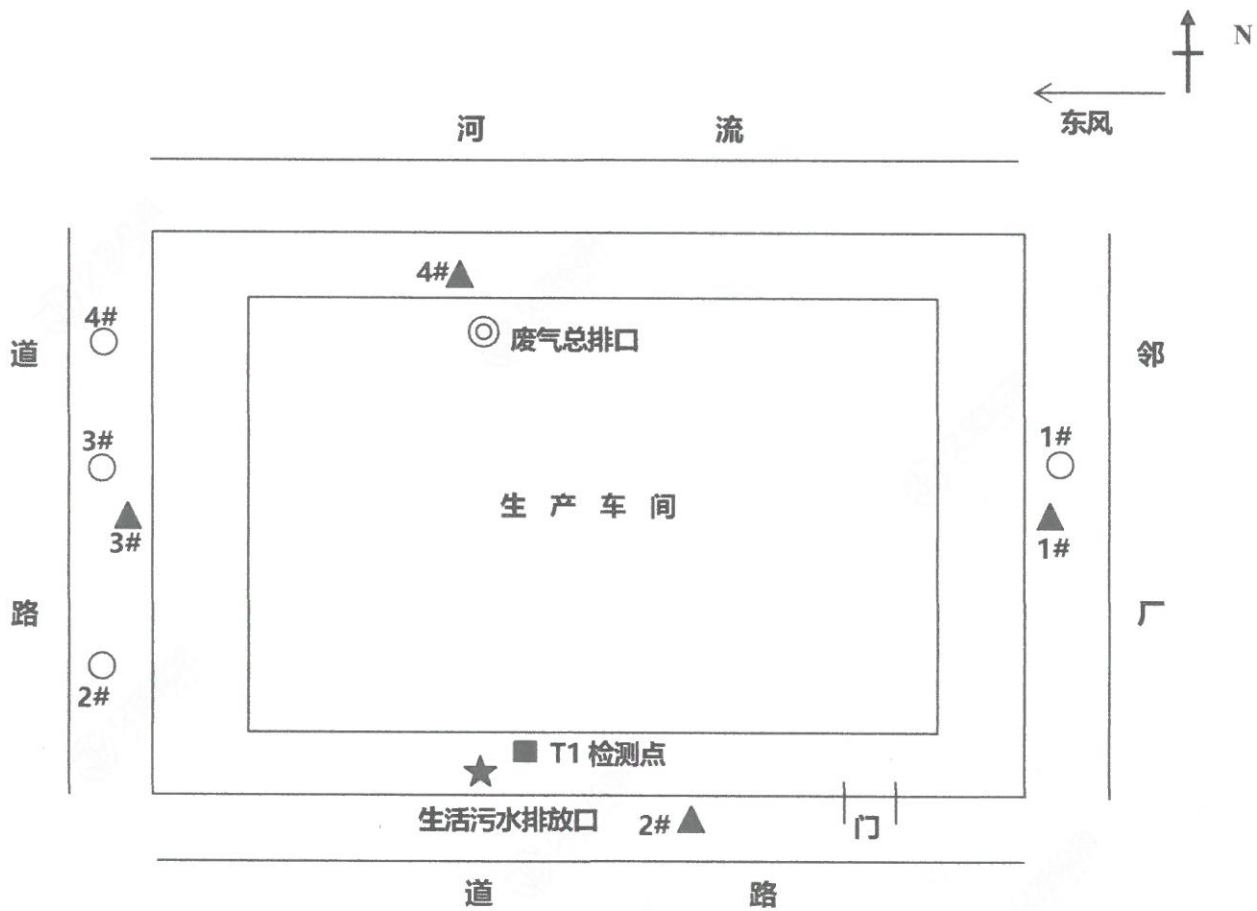 N
东风
河 流
4#
4#
废气总排口
道 路
邻 厂
3#
1#
生 产 车 间
3#
1#
2#
T1 检测点
生活污水排放口
2#
门
道 路